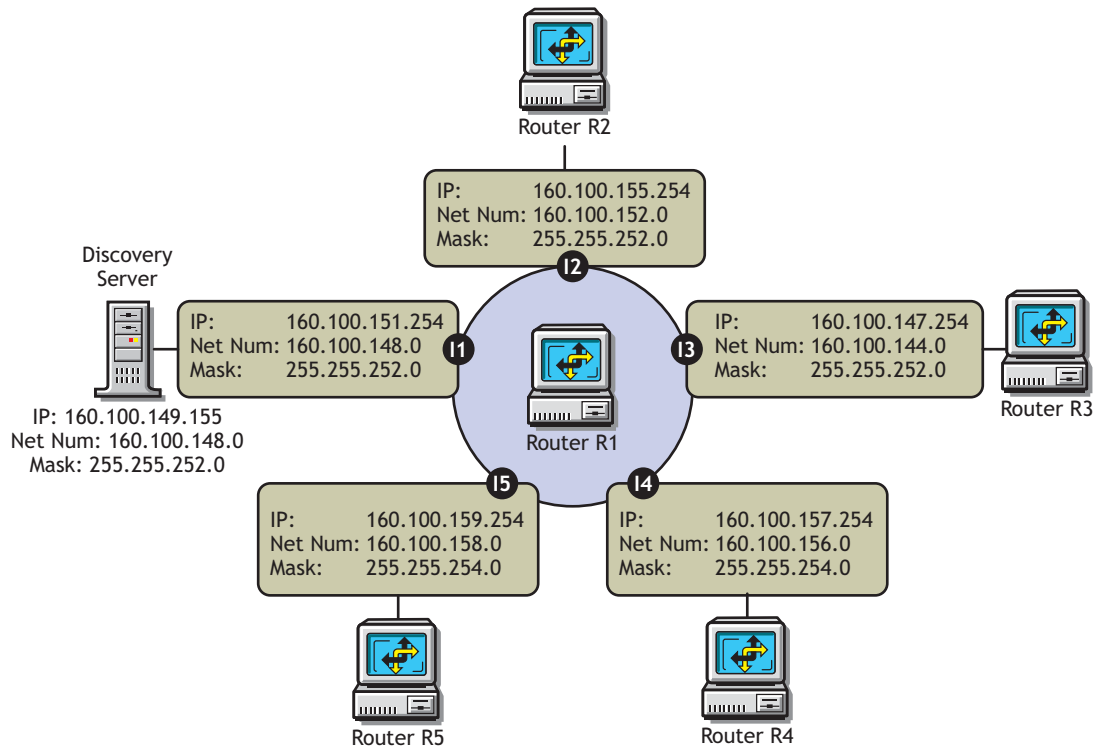 Router R2
IP: 160.100.155.254
Net Num: 160.100.152.0
Mask: 255.255.252.0
I2
Discovery
Server
IP: 160.100.151.254
Net Num: 160.100.148.0
Mask: 255.255.252.0
I1
IP: 160.100.149.155
Net Num: 160.100.148.0
Mask: 255.255.252.0
Router R1
I3
IP: 160.100.147.254
Net Num: 160.100.144.0
Mask: 255.255.252.0
Router R3
I5
IP: 160.100.159.254
Net Num: 160.100.158.0
Mask: 255.255.254.0
Router R5
I4
IP: 160.100.157.254
Net Num: 160.100.156.0
Mask: 255.255.254.0
Router R4